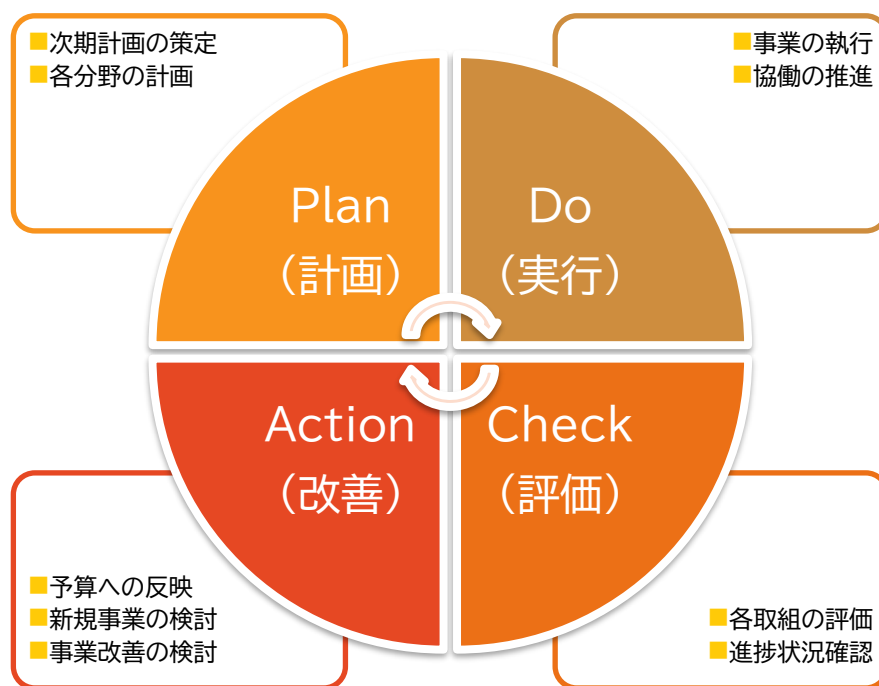 ■次期計画の策定
■各分野の計画
■事業の執行
■協働の推進
Plan
（計画）
Do
（実行）
Action
（改善）
Check
（評価）
■予算への反映
■新規事業の検討
■事業改善の検討
■各取組の評価
■進捗状況確認